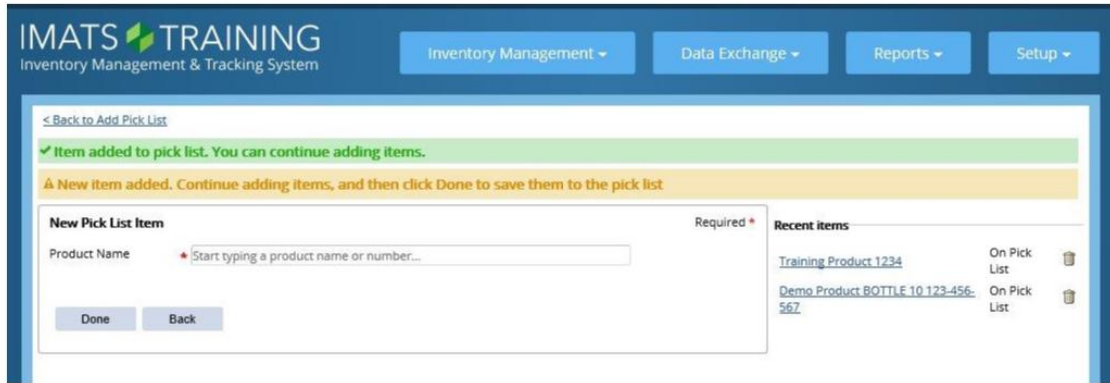 IMATS TRAINING
Inventory Management & Tracking System
Inventory Management
Data Exchange
Reports
Setup
< Back to Add Pick List
Item added to pick list. You can continue adding items.
New item added. Continue adding items, and then click Done to save them to the pick list
New Pick List Item
Required *
Product Name
* Start typing a product name or number...
Done
Back
Recent items
Training Product 1234
On Pick
List
Demo Product BOTTLE 10 123-456-
567
On Pick
List